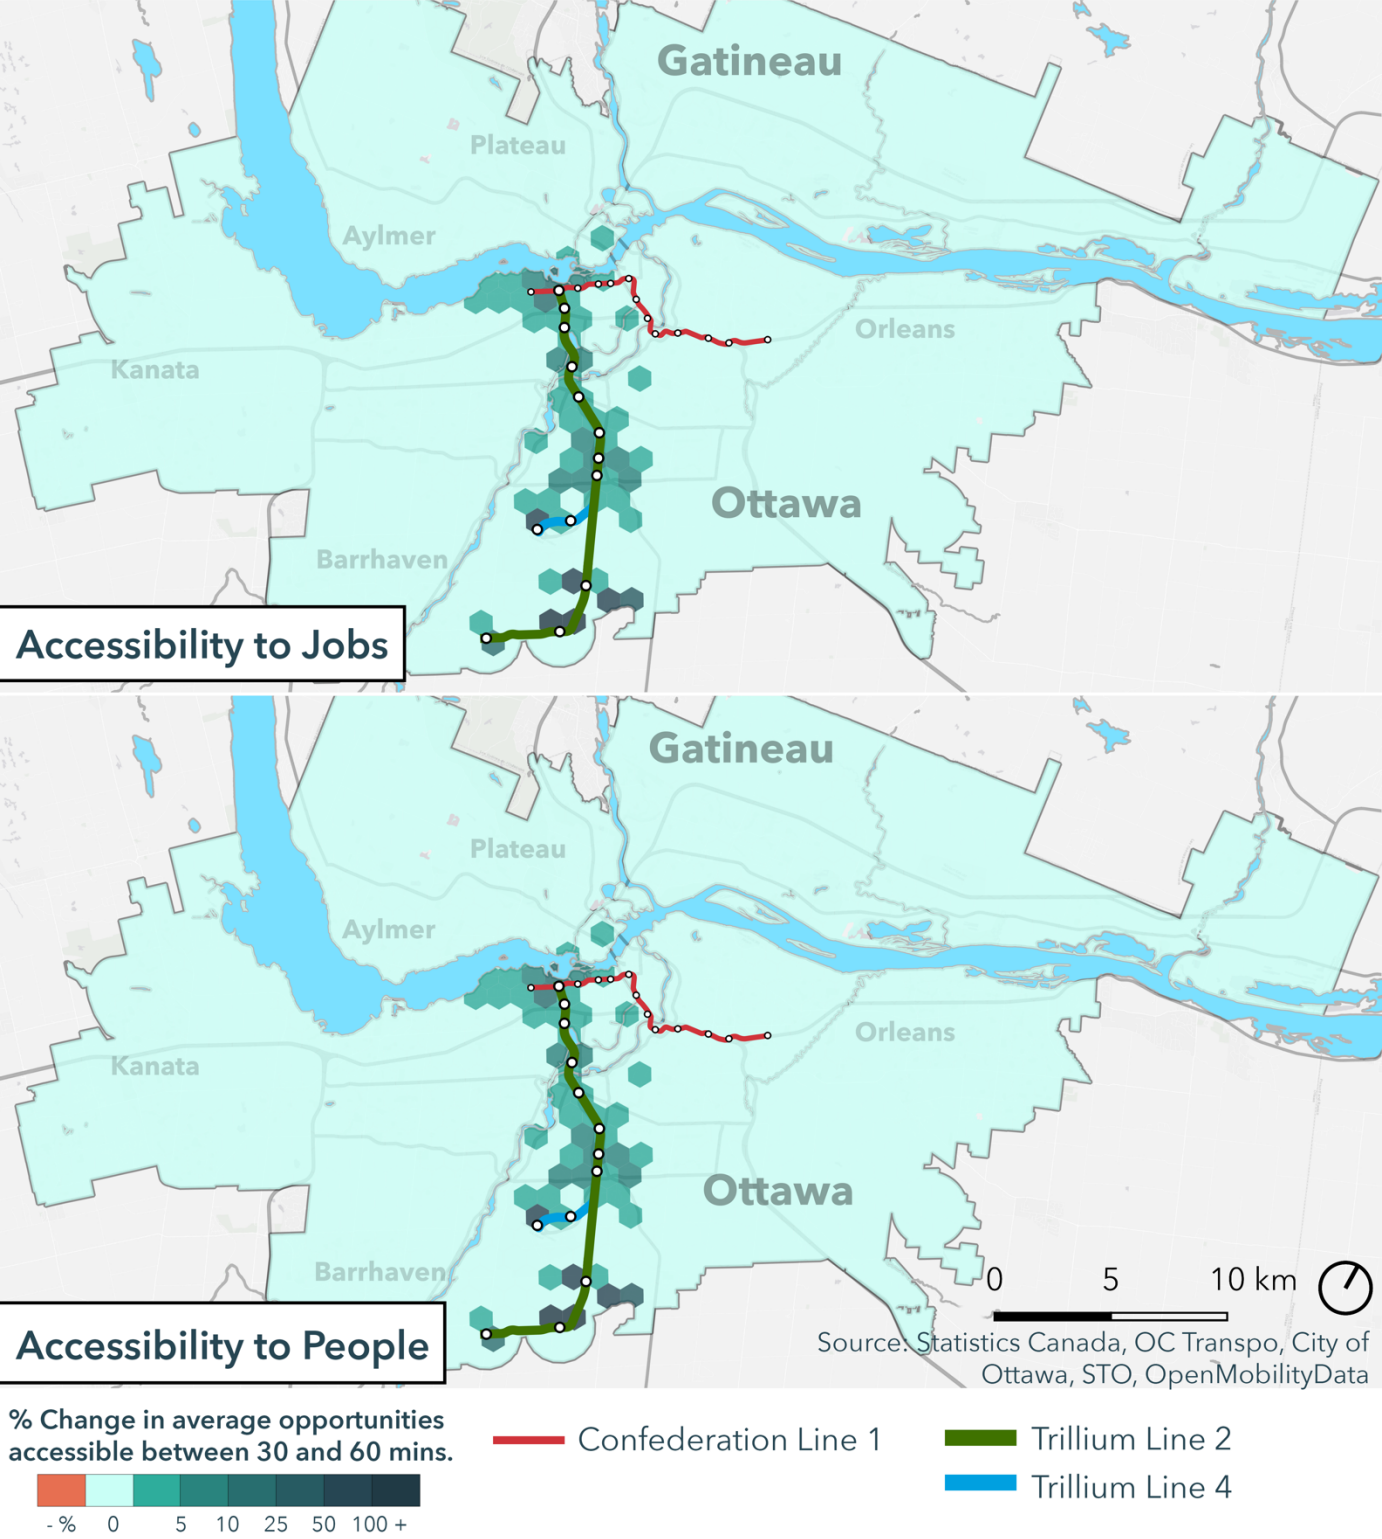 Gatineau
Plateau
Aylmer
Orleans
Kanata
Ottawa
Barrhaven
Accessibility to Jobs
Gatineau
Plateau
Aylmer
Orleans
Kanata
Ottawa
Barrhaven
0 5 10 km
Accessibility to People
Source: Statistics Canada, OC Transpo, City of
Ottawa, STO, OpenMobilityData
% Change in average opportunities
accessible between 30 and 60 mins.
- % 0 5 10 25 50 100 +
Confederation Line 1
Trillium Line 2
Trillium Line 4